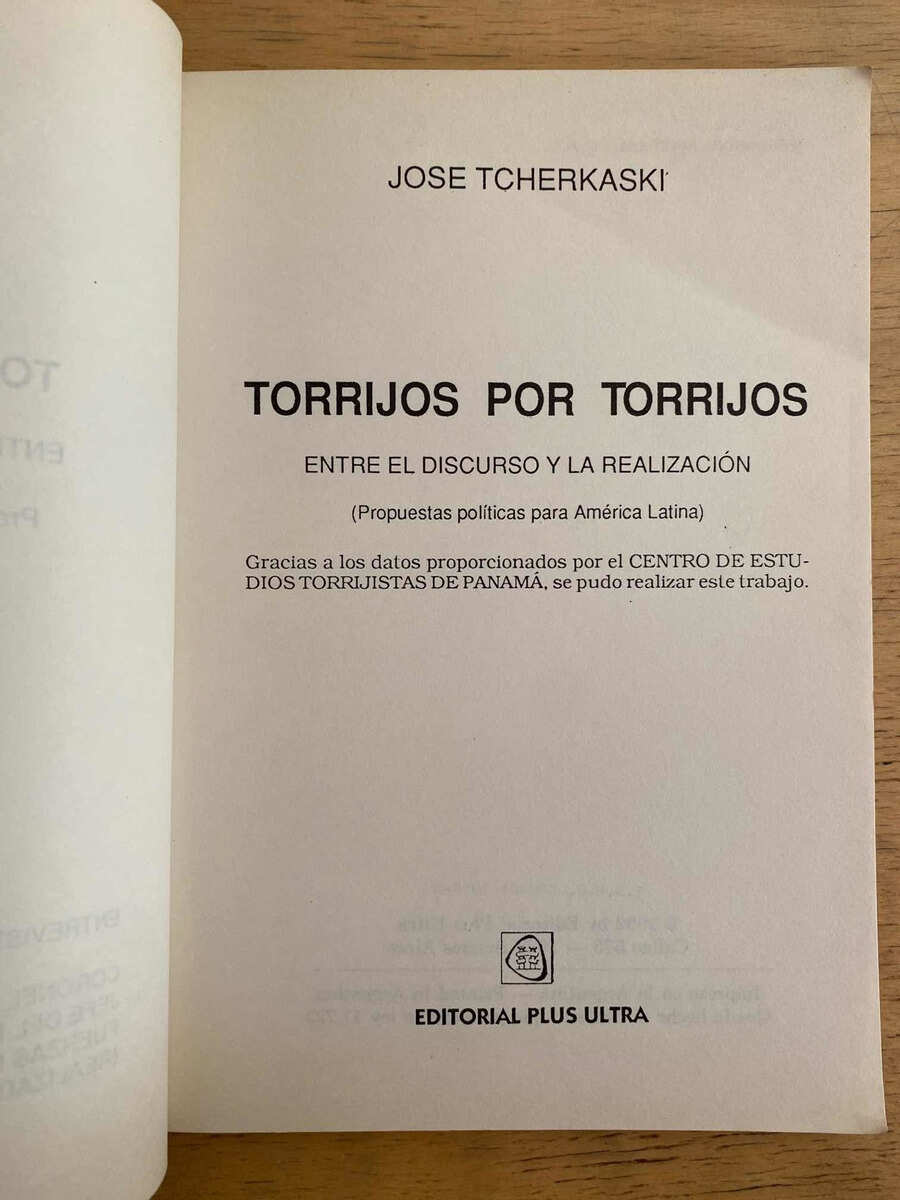 JOSE TCHERKASKI
TORRIJOS POR TORRIJOS
ENTRE EL DISCURSO Y LA REALIZACIÓN
(Propuestas políticas para América Latina)
Gracias a los datos proporcionados por el CENTRO DE ESTU-
DIOS TORRIJISTAS DE PANAMÁ, se pudo realizar este trabajo.
EDITORIAL PLUS ULTRA